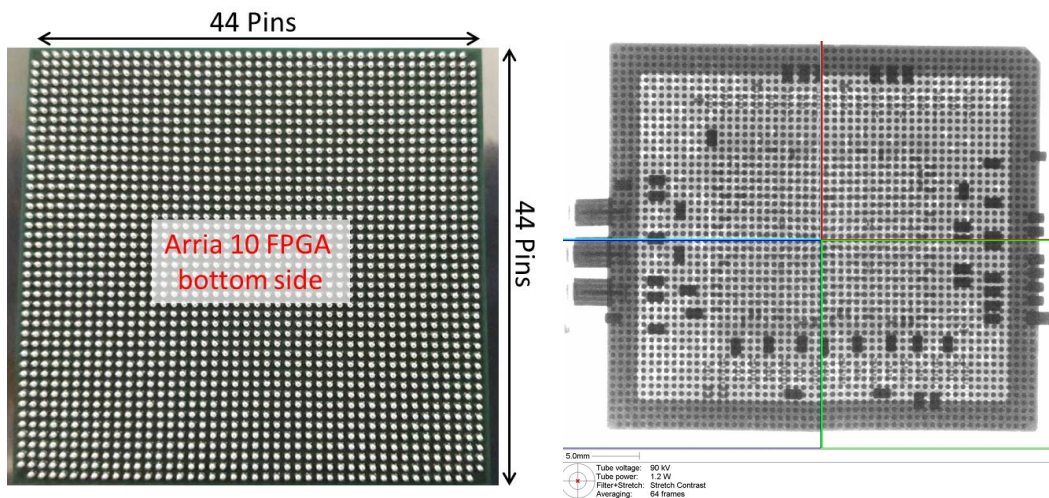 44 Pins
44 Pins
Arria 10 FPGA
bottom side
5.0mm
Tube voltage: 90 kV
Tube power: 1.2 W
Filter+Stretch: Stretch Contrast
Averaging: 64 frames